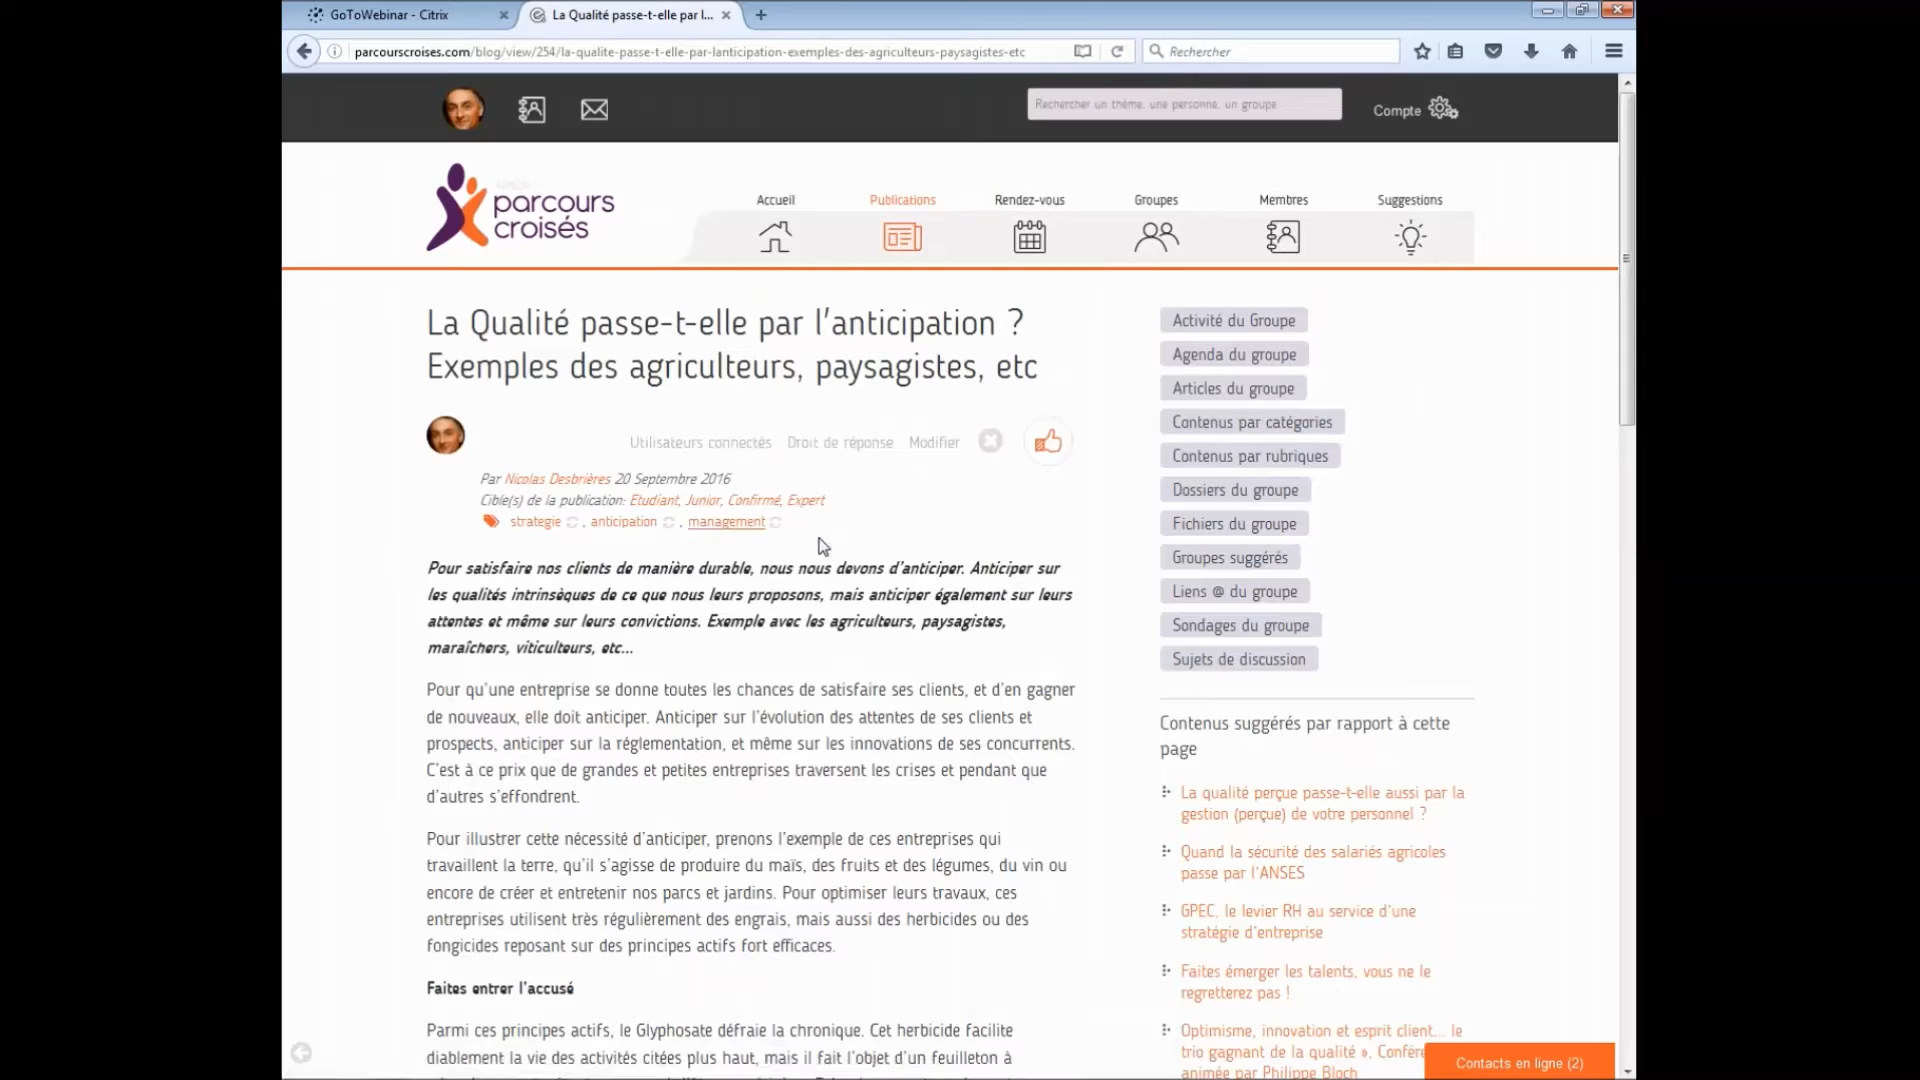 GoToWebinar - Citrix
La Qualité passe-t-elle par l...
parcourscroises.com/blog/view/254/la-qualite-passe-t-elle-par-lanticipation-exemples-des-agriculteurs-paysagistes-etc
Rechercher
Rechercher un thème, une personne, un groupe
Compte
parcours
croisés
Accueil
Publications
Rendez-vous
Groupes
Membres
Suggestions
La Qualité passe-t-elle par l'anticipation ?
Exemples des agriculteurs, paysagistes, etc
Utilisateurs connectés Droit de réponse Modifier
Par Nicolas Desbrières 20 Septembre 2016
Cible(s) de la publication: Etudiant, Junior, Confirmé, Expert
strategie , anticipation , management
Pour satisfaire nos clients de manière durable, nous nous devons d'anticiper. Anticiper sur
les qualités intrinsèques de ce que nous leurs proposons, mais anticiper également sur leurs
attentes et même sur leurs convictions. Exemple avec les agriculteurs, paysagistes,
maraîchers, viticulteurs, etc...
Pour qu'une entreprise se donne toutes les chances de satisfaire ses clients, et d'en gagner
de nouveaux, elle doit anticiper. Anticiper sur l'évolution des attentes de ses clients et
prospects, anticiper sur la réglementation, et même sur les innovations de ses concurrents.
C'est à ce prix que de grandes et petites entreprises traversent les crises et pendant que
d'autres s'effondrent.
Pour illustrer cette nécessité d'anticiper, prenons l'exemple de ces entreprises qui
travaillent la terre, qu'il s'agisse de produire du maïs, des fruits et des légumes, du vin ou
encore de créer et entretenir nos parcs et jardins. Pour optimiser leurs travaux, ces
entreprises utilisent très régulièrement des engrais, mais aussi des herbicides ou des
fongicides reposant sur des principes actifs fort efficaces.
Faites entrer l'accusé
Parmi ces principes actifs, le Glyphosate défraie la chronique. Cet herbicide facilite
diablement la vie des activités citées plus haut, mais il fait l'objet d'un feuilleton à
Activité du Groupe
Agenda du groupe
Articles du groupe
Contenus par catégories
Contenus par rubriques
Dossiers du groupe
Fichiers du groupe
Groupes suggérés
Liens @ du groupe
Sondages du groupe
Sujets de discussion
Contenus suggérés par rapport à cette
page
La qualité perçue passe-t-elle aussi par la
gestion (perçue) de votre personnel ?
Quand la sécurité des salariés agricoles
passe par l'ANSES
GPEC, le levier RH au service d'une
stratégie d'entreprise
Faites émerger les talents, vous ne le
regretterez pas !
Optimisme, innovation et esprit client... le
trio gagnant de la qualité »,
animée par Philippe Bloch
Contacts en ligne (2)